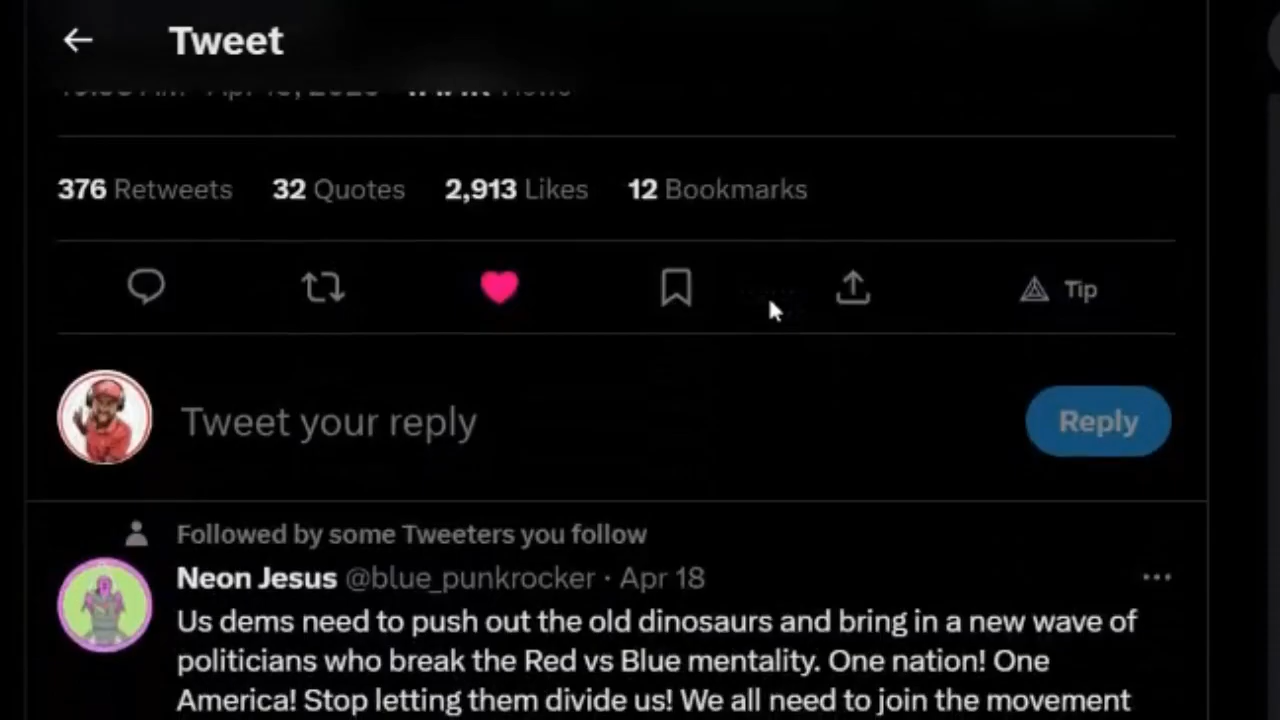 Tweet
376 Retweets 32 Quotes 2,913 Likes 12 Bookmarks
Tip
Tweet your reply
Reply
Followed by some Tweeters you follow
Neon Jesus @blue_punkrocker · Apr 18
Us dems need to push out the old dinosaurs and bring in a new wave of
politicians who break the Red vs Blue mentality. One nation! One
America! Stop letting them divide us! We all need to join the movement